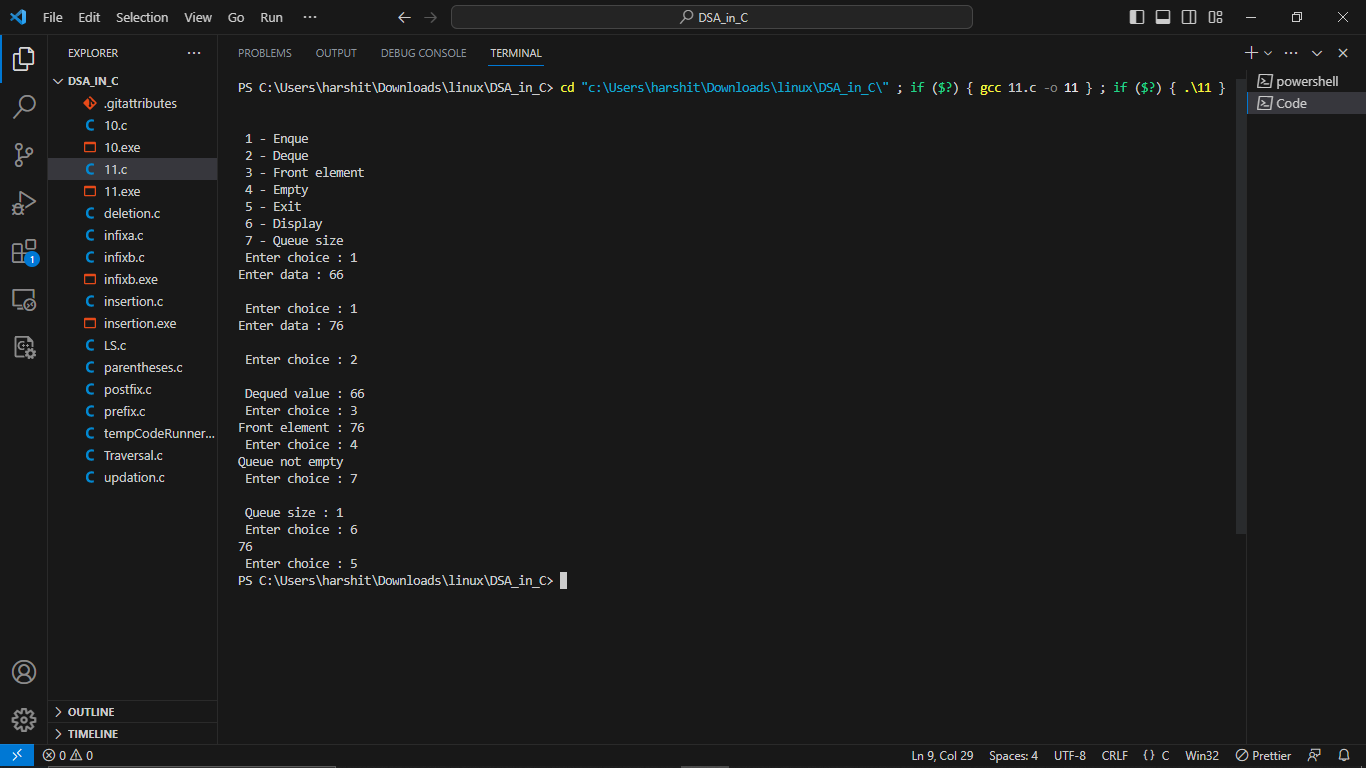 File Edit Selection View Go Run ··· DSA_in_C
EXPLORER ···
DSA_IN_C
.gitattributes
10.c
10.exe
11.c
11.exe
deletion.c
infixa.c
infixb.c
infixb.exe
insertion.c
insertion.exe
LS.c
parentheses.c
postfix.c
prefix.c
tempCodeRunner...
Traversal.c
updation.c
OUTLINE
TIMELINE
1
PROBLEMS OUTPUT DEBUG CONSOLE TERMINAL
PS C:\Users\harshit\Downloads\linux\DSA_in_C> cd "c:\Users\harshit\Downloads\linux\DSA_in_C\" ; if ($?) { gcc 11.c -o 11 } ; if ($?) { .\11 }
1 - Enque
2 - Deque
3 - Front element
4 - Empty
5 - Exit
6 - Display
7 - Queue size
Enter choice : 1
Enter data : 66
Enter choice : 1
Enter data : 76
Enter choice : 2
Dequed value : 66
Enter choice : 3
Front element : 76
Enter choice : 4
Queue not empty
Enter choice : 7
Queue size : 1
Enter choice : 6
76
Enter choice : 5
PS C:\Users\harshit\Downloads\linux\DSA_in_C>
powershell
Code
0 0 Ln 9, Col 29 Spaces: 4 UTF-8 CRLF {} C Win32 Prettier